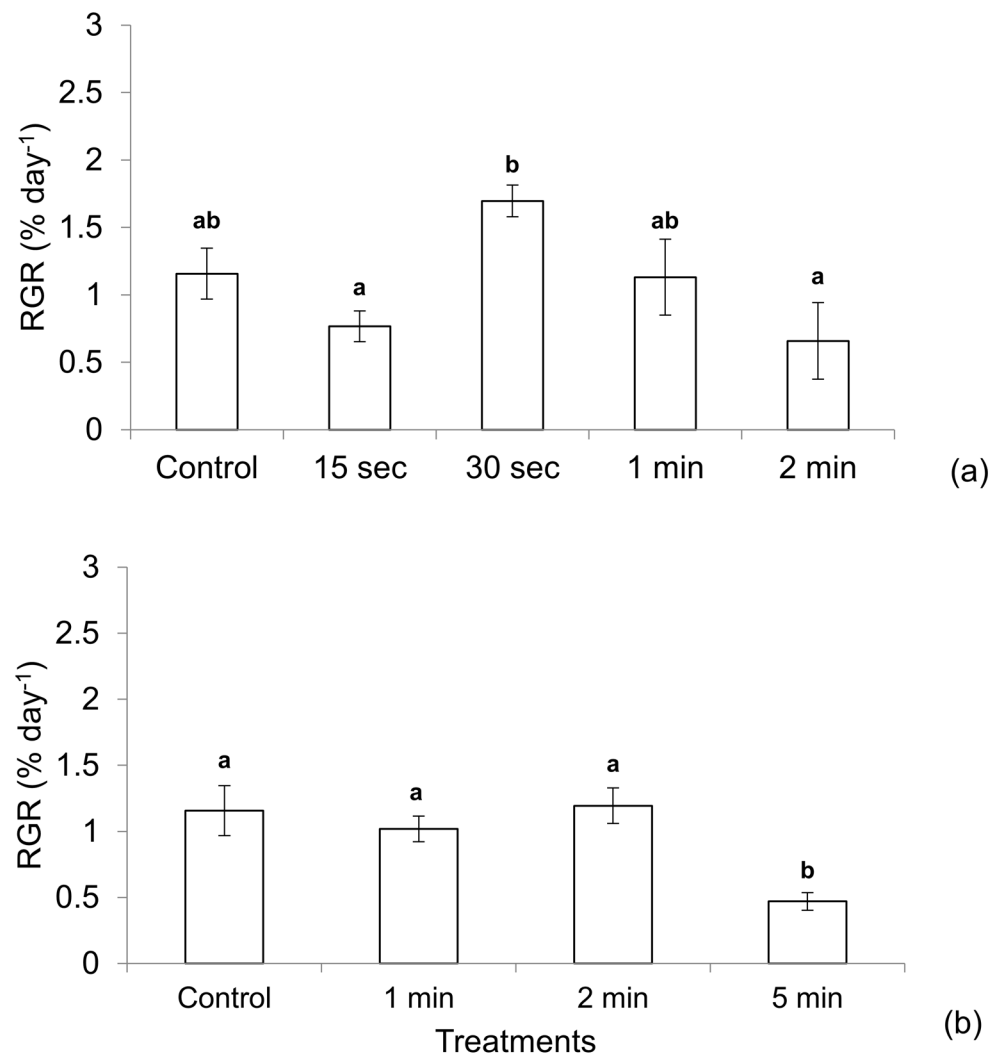 3
2.5
2
1.5
1
0.5
0
RGR (% day-1)
ab
a
b
ab
a
Control 15 sec 30 sec 1 min 2 min
(a)
3
2.5
2
1.5
1
0.5
0
RGR (% day-1)
a
a
a
b
Control 1 min 2 min 5 min
Treatments
(b)